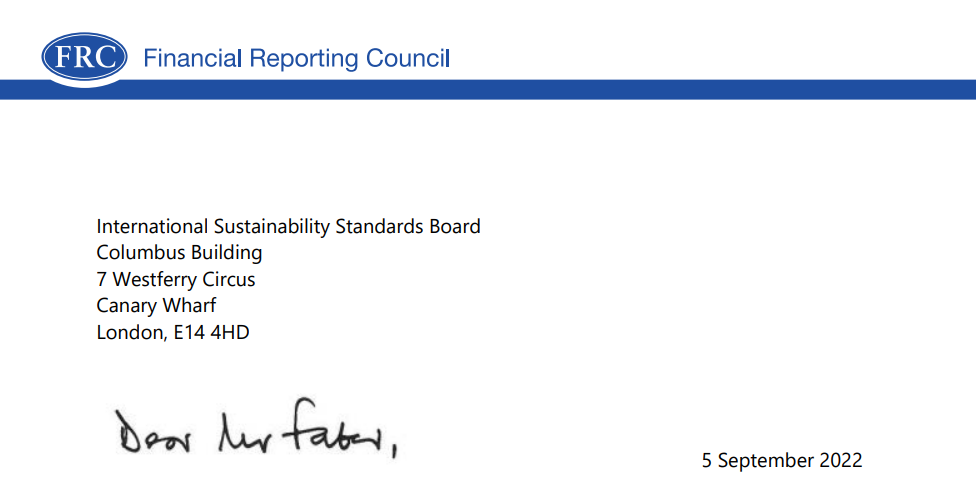 FRC Financial Reporting Council
International Sustainability Standards Board
Columbus Building
7 Westferry Circus
Canary Wharf
London, E14 4HD
Dear Mr Faber,
5 September 2022